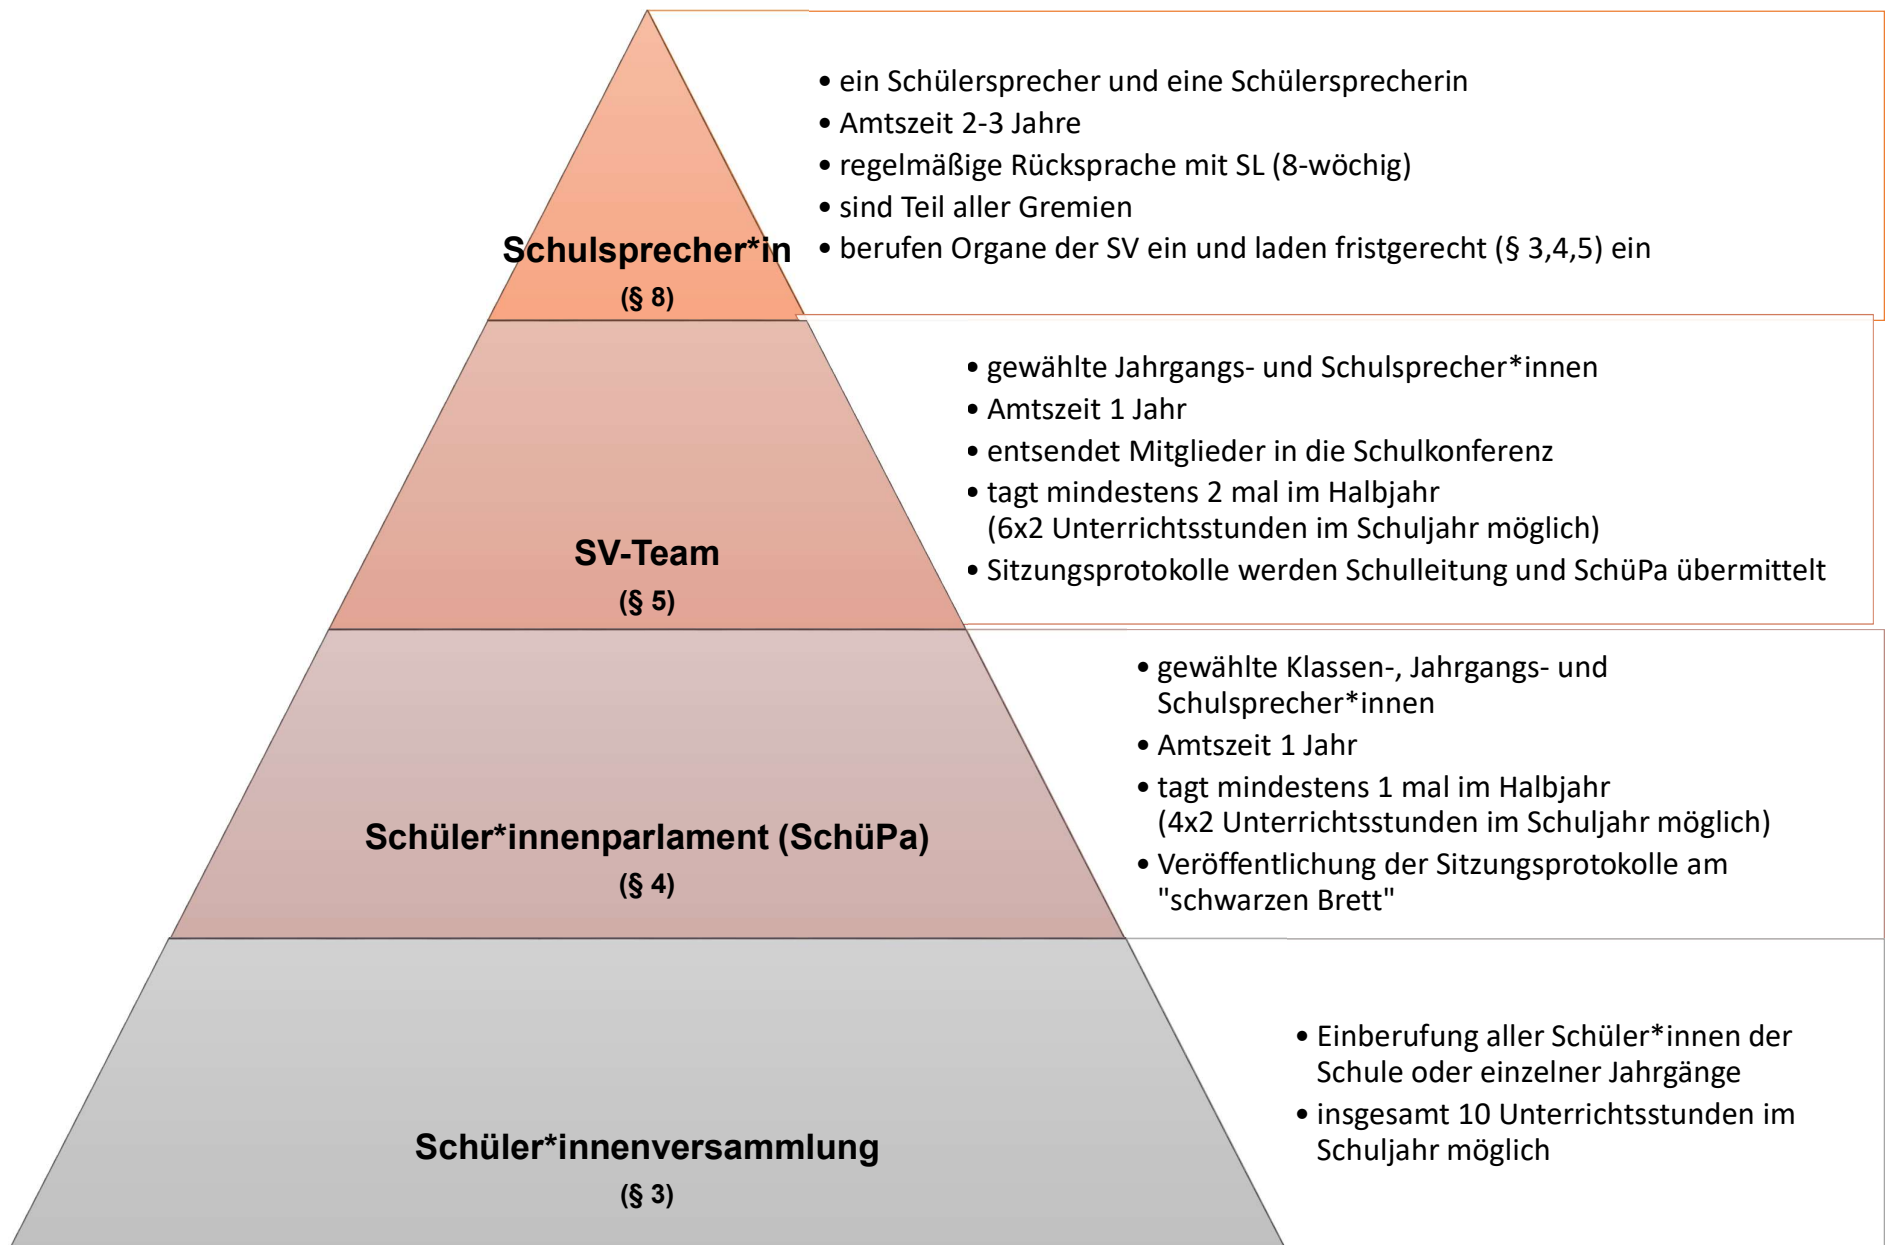 • ein Schülersprecher und eine Schülersprecherin
• Amtszeit 2-3 Jahre
• regelmäßige Rücksprache mit SL (8-wöchig)
• sind Teil aller Gremien
• berufen Organe der SV ein und laden fristgerecht (§ 3,4,5) ein
Schulsprecher*in
(§ 8)
• gewählte Jahrgangs- und Schulsprecher*innen
• Amtszeit 1 Jahr
• entsendet Mitglieder in die Schulkonferenz
• tagt mindestens 2 mal im Halbjahr
(6x2 Unterrichtsstunden im Schuljahr möglich)
• Sitzungsprotokolle werden Schulleitung und SchüPa übermittelt
SV-Team
(§ 5)
• gewählte Klassen-, Jahrgangs- und
Schulsprecher*innen
• Amtszeit 1 Jahr
• tagt mindestens 1 mal im Halbjahr
(4x2 Unterrichtsstunden im Schuljahr möglich)
• Veröffentlichung der Sitzungsprotokolle am
"schwarzen Brett"
Schüler*innenparlament (SchüPa)
(§ 4)
• Einberufung aller Schüler*innen der
Schule oder einzelner Jahrgänge
• insgesamt 10 Unterrichtsstunden im
Schuljahr möglich
Schüler*innenversammlung
(§ 3)